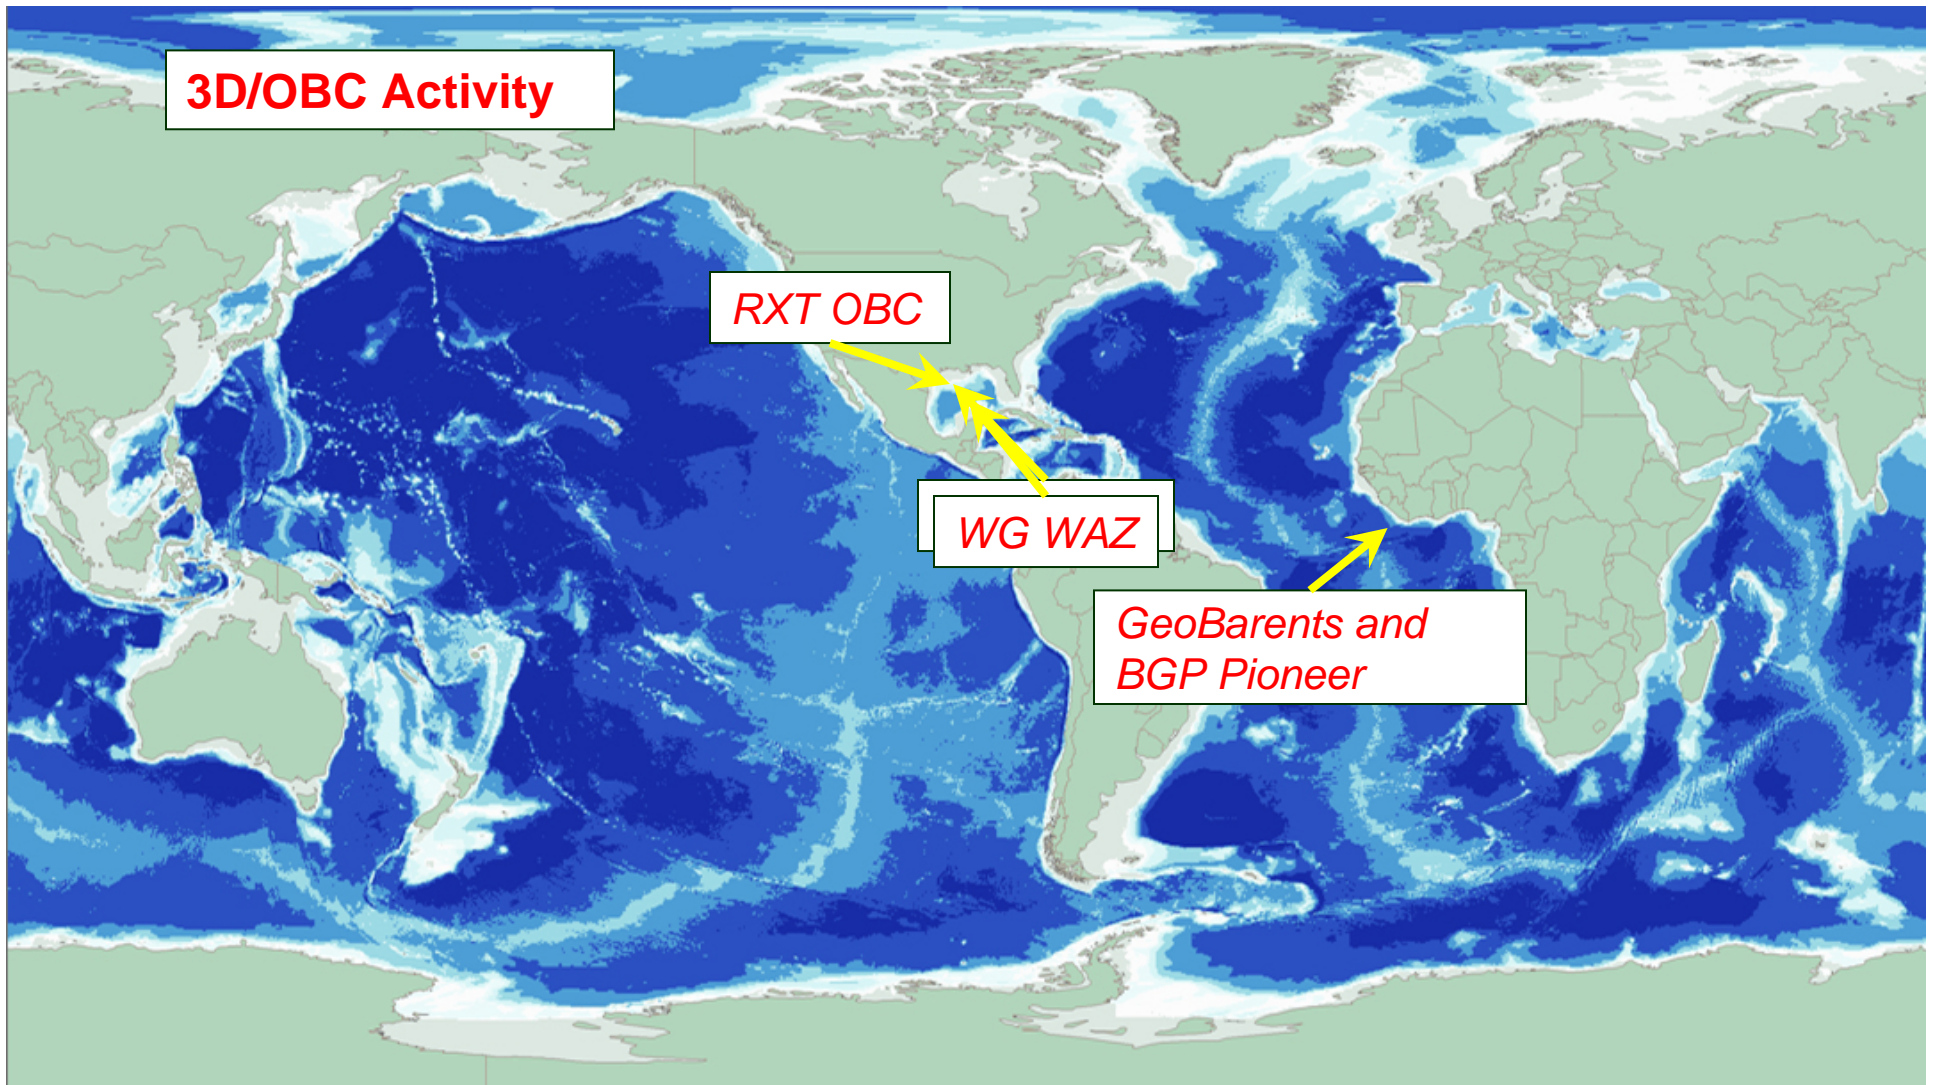 3D/OBC Activity
RXT OBC
WG WAZ
GeoBarents and
BGP Pioneer